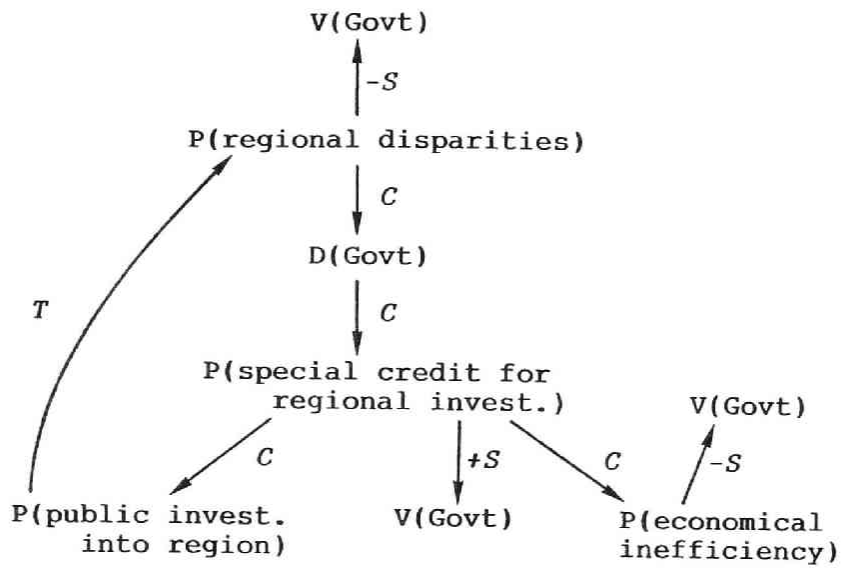 V(Govt)
-S
P(regional disparities)
C
D(Govt)
T
C
P(special credit for
regional invest.)
V(Govt)
C
+S
C
-S
P(public invest.
into region)
V(Govt)
P(economical
inefficiency)